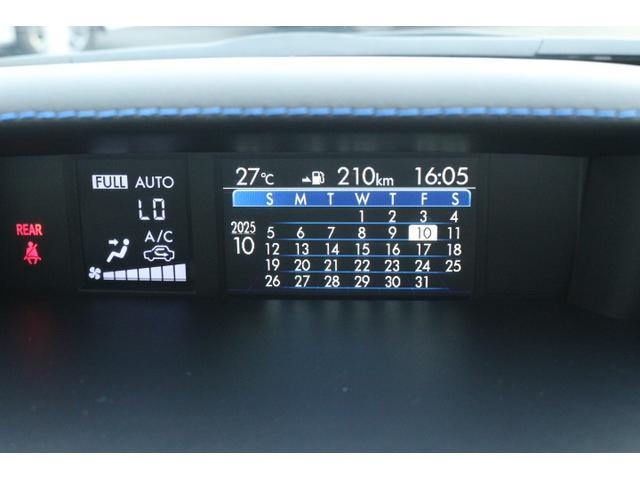 FULL AUTO
LO
A/C
REAR
27°C 210km 16:05
S M T W T F S
1 2 3 4
2025 5 6 7 8 9 10 11
10 12 13 14 15 16 17 18
19 20 21 22 23 24 25
26 27 28 29 30 31